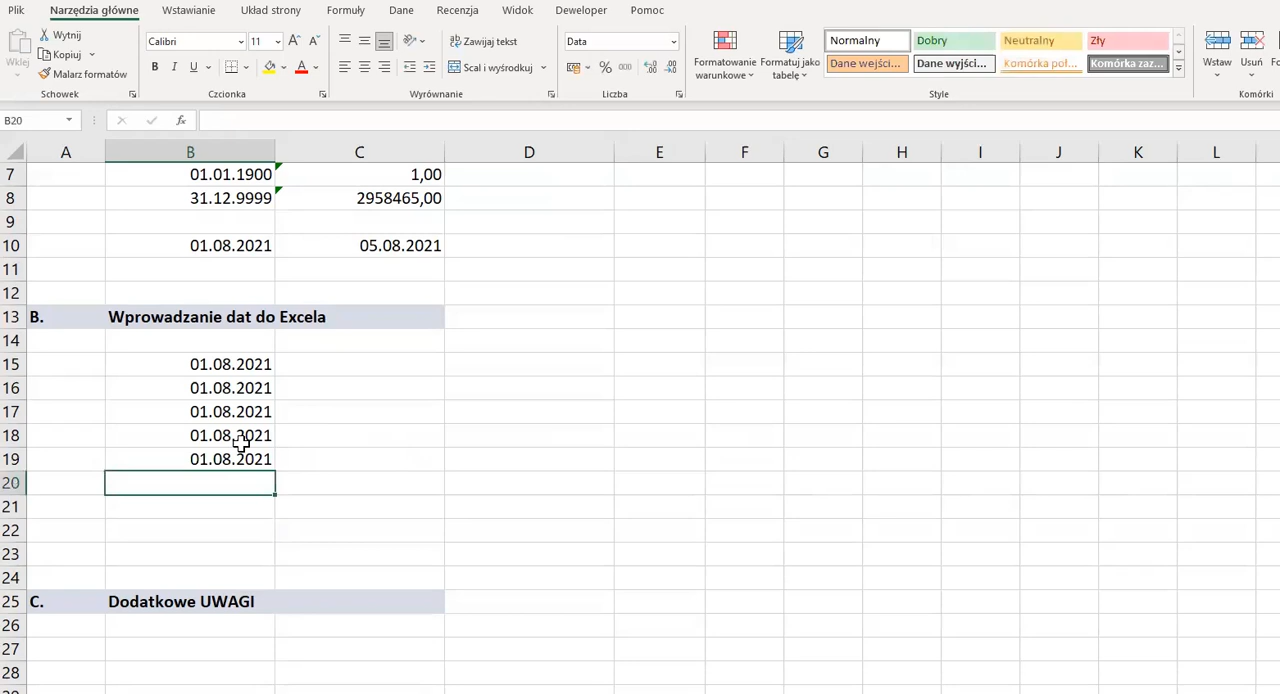 Plik Narzędzia główne Wstawianie Układ strony Formuły Dane Recenzja Widok Deweloper Pomoc
Wklej
Wytnij
Kopiuj
Malarz formatów
Schowek
Calibri 11
B I U A
Czcionka
Zawijaj tekst
Scal i wyśrodkuj
Wyrównanie
Data
%
Liczba
Formatowanie warunkowe
Formatuj jako tabelę
Normalny Dobry Neutralny Zły
Dane wejści... Dane wyjści... Komórka poł... Komórka zaz...
Style
Wstaw Usuń
Komórki
B20 fx
A B C D E F G H I J K L
7 01.01.1900 1,00
8 31.12.9999 2958465,00
9
10 01.08.2021 05.08.2021
11
12
13 B. Wprowadzanie dat do Excela
14
15 01.08.2021
16 01.08.2021
17 01.08.2021
18 01.08.2021
19 01.08.2021
20
21
22
23
24
25 C. Dodatkowe UWAGI
26
27
28